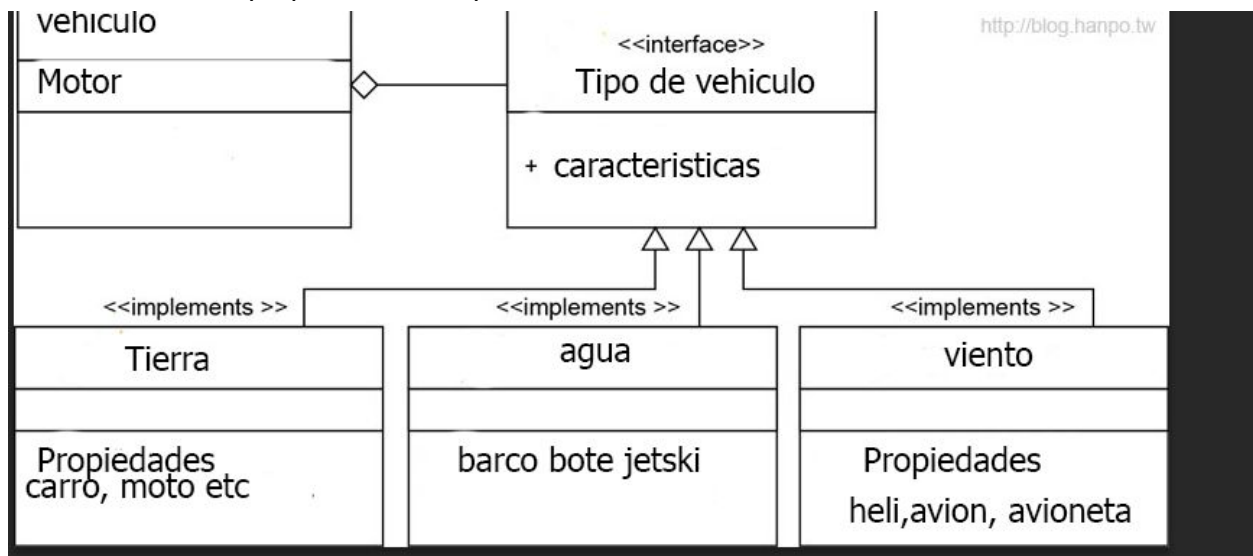 vehiculo
http://blog.hanpo.tw
<<interface>>
Tipo de vehiculo
Motor
+ caracteristicas
<<implements >>
<<implements >>
<<implements >>
Tierra
agua
viento
Propiedades
carro, moto etc
barco bote jetski
Propiedades
heli,avion, avioneta